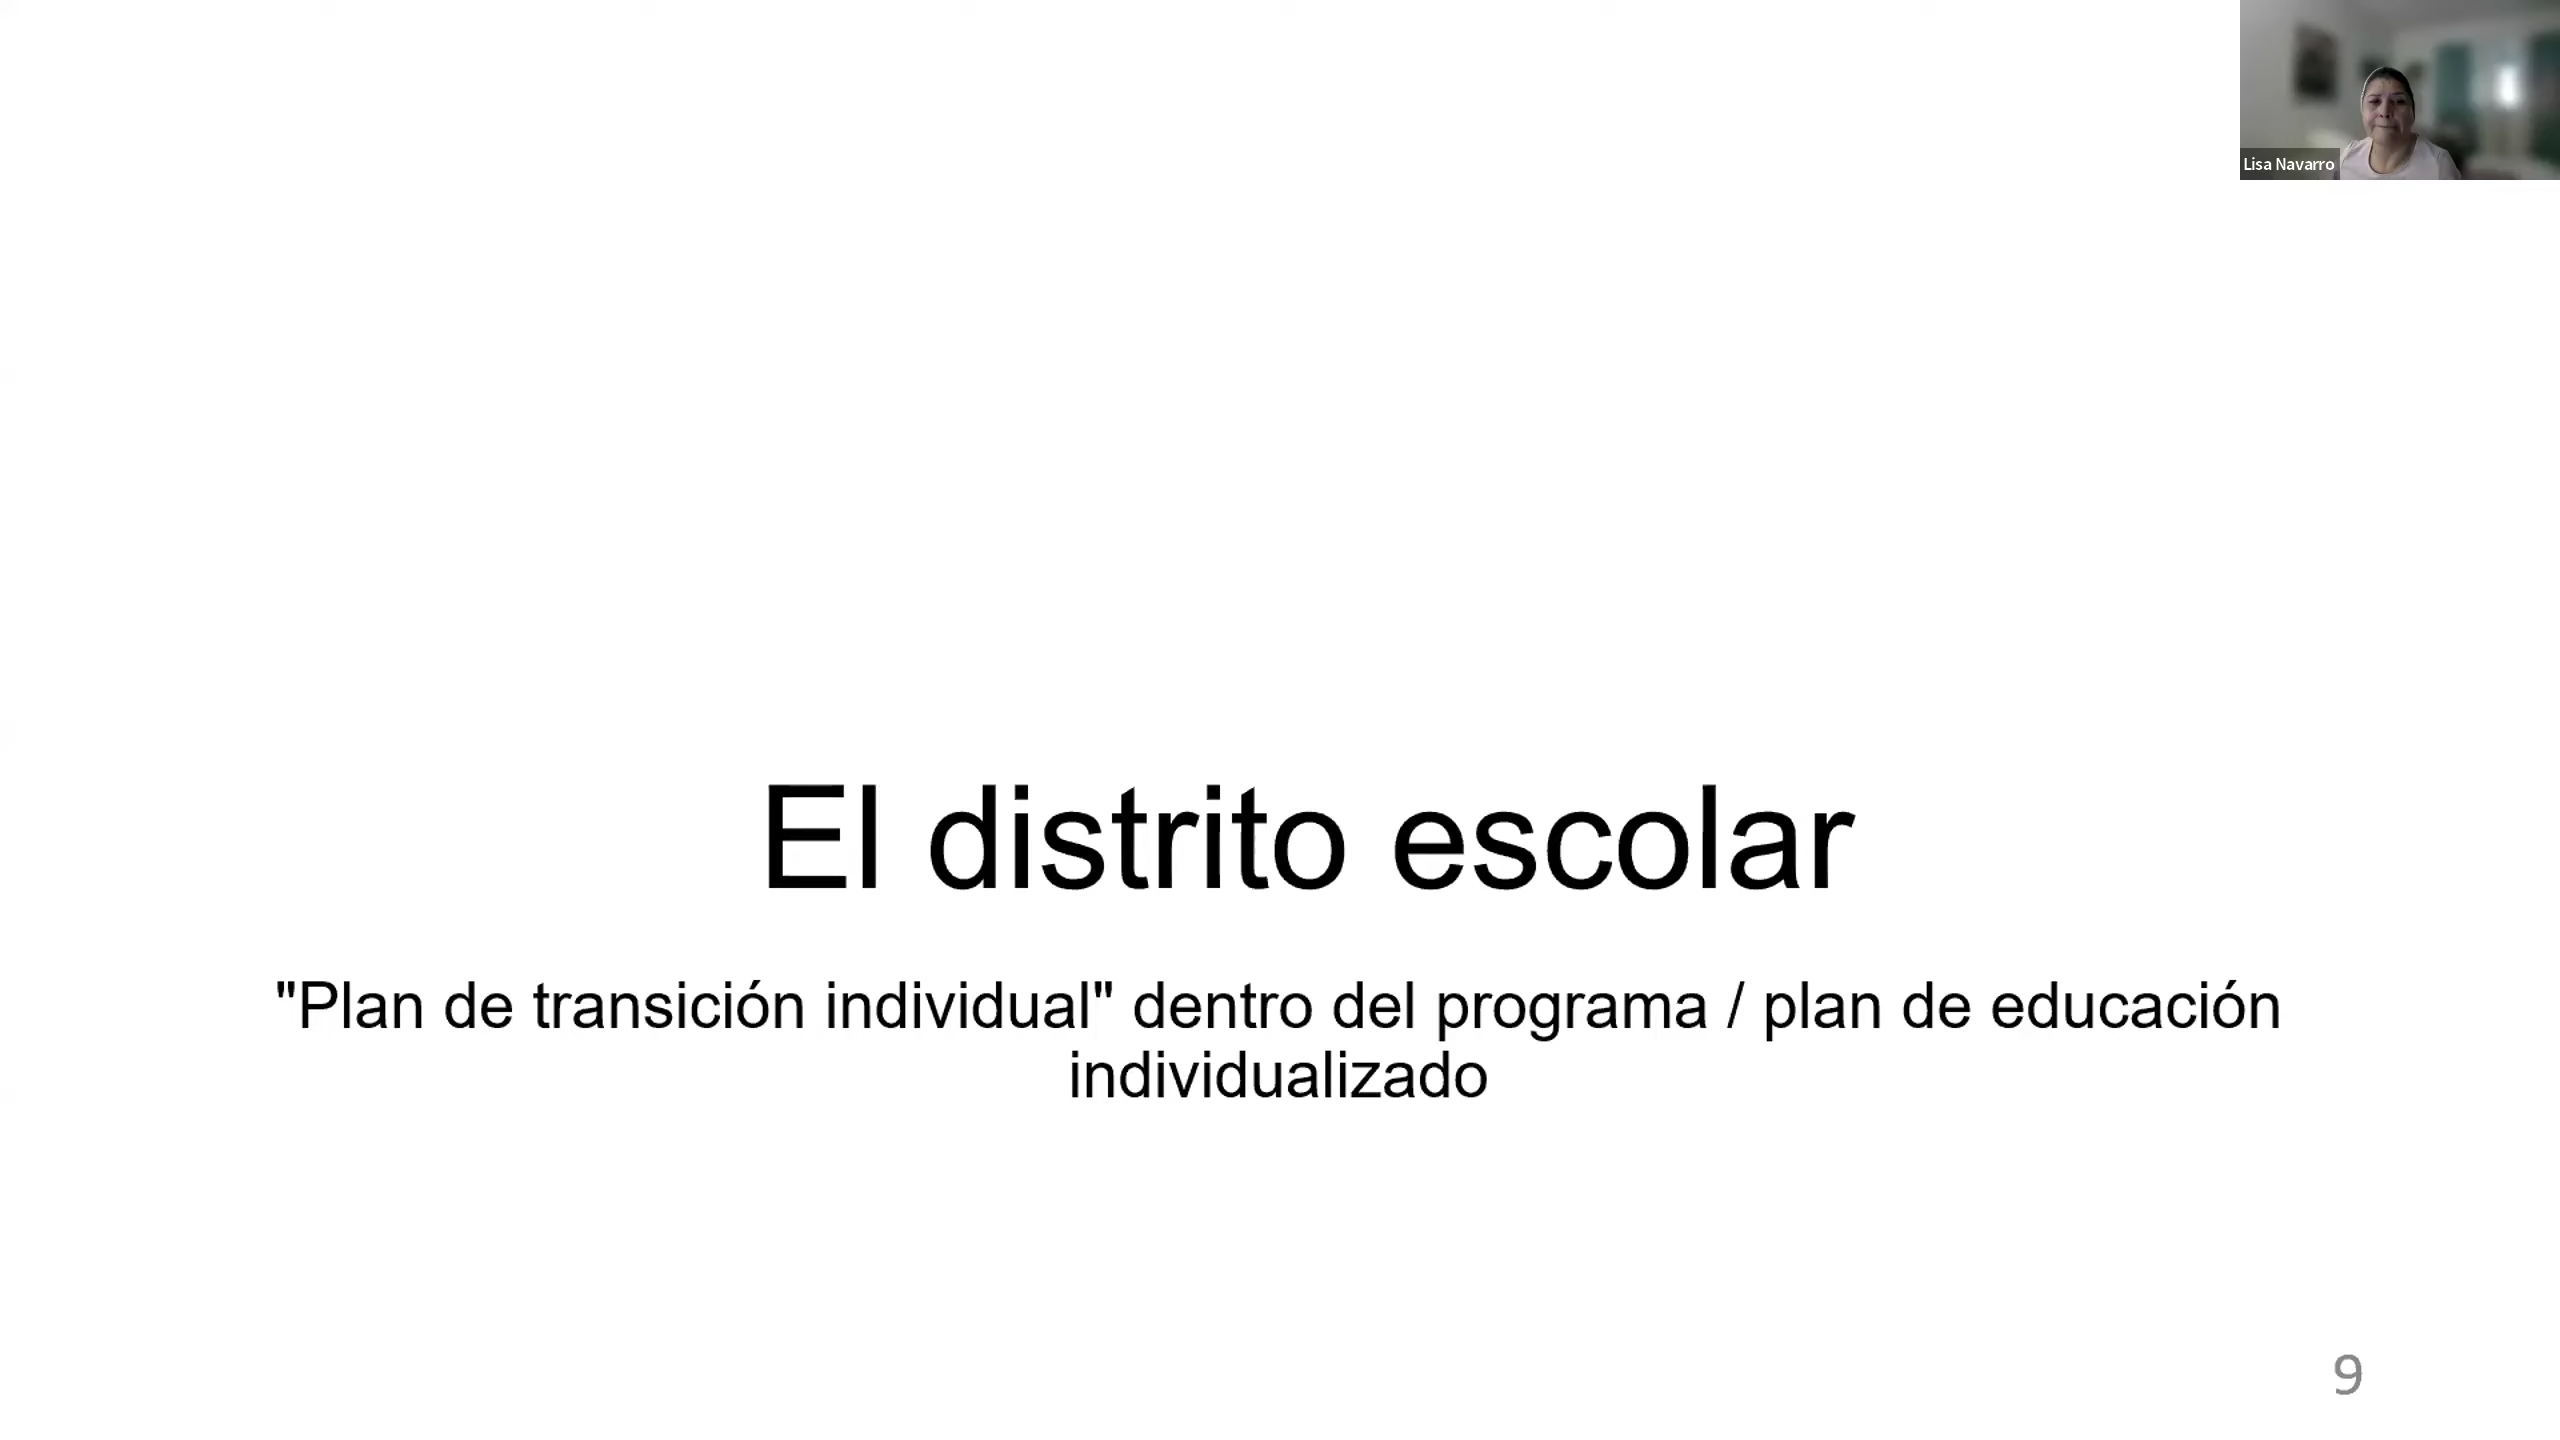 Lisa Navarro
El distrito escolar
"Plan de transición individual" dentro del programa / plan de educación
individualizado
9